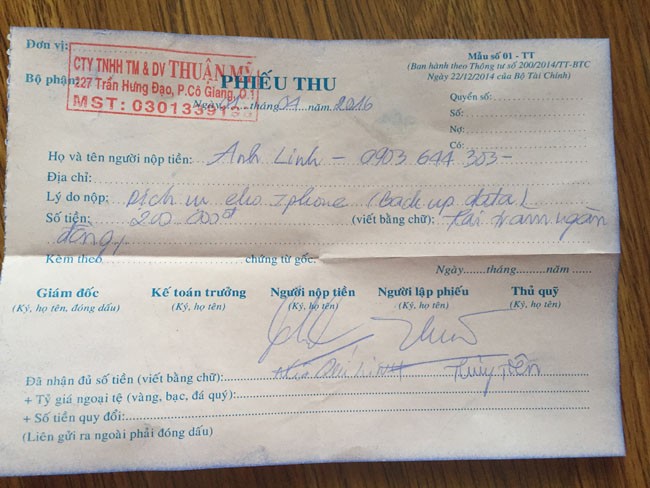 Đơn vị:
Bộ phận:
CTY TNHH TM & DV THUẬN MỸ
227 Trần Hưng Đạo, P.Cô Giang, Q.1
MST: 0301339
PHIẾU THU
Ngày tháng 04 năm 2016
Mẫu số 01 - TT
(Ban hành theo Thông tư số 200/2014/TT-BTC
Ngày 22/12/2014 của Bộ Tài Chính)
Quyển số:
Số:
Nợ:
Có:
Họ và tên người nộp tiền: Anh Linh - 0903.644.303-
Địa chỉ:
Lý do nộp: Dịch vụ cho Iphone (Back up data)
Số tiền: 200.000đ (viết bằng chữ): Hai trăm ngàn
đồng
Kèm theo chứng từ gốc.
Ngày tháng năm
Giám đốc Kế toán trưởng Người nộp tiền Người lập phiếu Thủ quỹ
(Ký, họ tên, đóng dấu) (Ký, họ tên) (Ký, họ tên) (Ký, họ tên) (Ký, họ tên)
Thủy Tiên
Đã nhận đủ số tiền (viết bằng chữ):
+ Tỷ giá ngoại tệ (vàng, bạc, đá quý)
+ Số tiền quy đổi:
(Liên gửi ra ngoài phải đóng dấu)